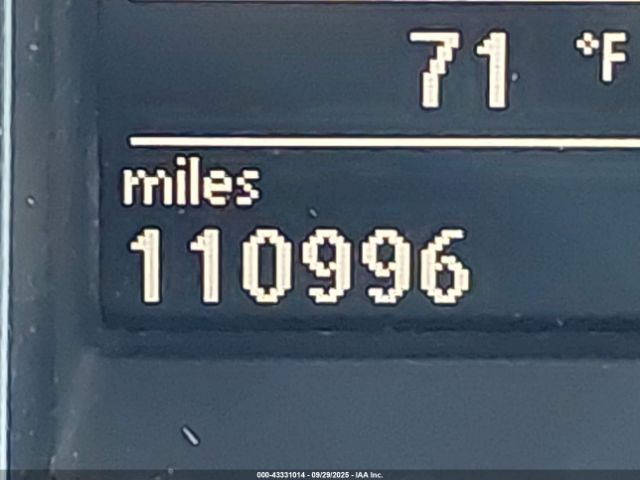 71 °F
miles
110996
000-43331014 - 09/29/2025 - IAA Inc.